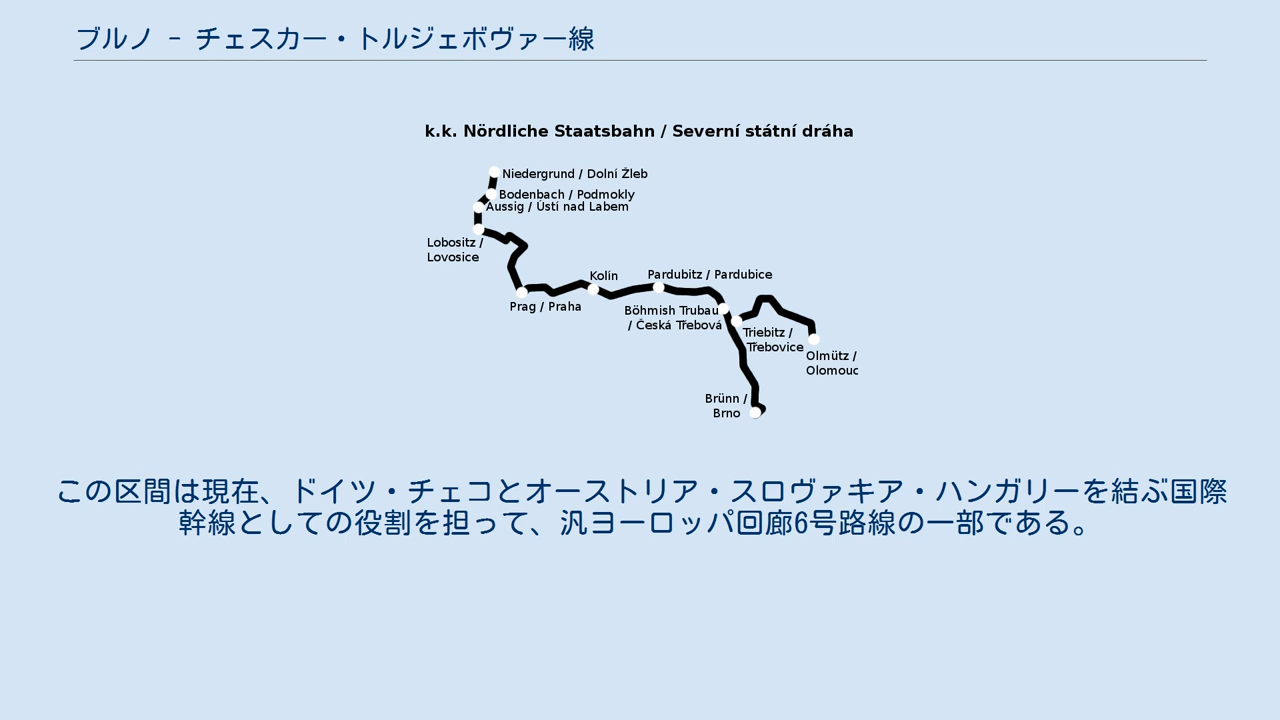 ブルノ - チェスカー・トルジェボヴァー線
k.k. Nördliche Staatsbahn / Severní státní dráha
Niedergrund / Dolní Žleb
Bodenbach / Podmokly
Aussig / Ústí nad Labem
Lobositz /
Lovosice
Prag / Praha
Kolín
Pardubitz / Pardubice
Böhmish Trubau
/ Česká Třebová
Triebitz /
Třebovice
Olmütz /
Olomouc
Brünn /
Brno
この区間は現在、ドイツ・チェコとオーストリア・スロヴァキア・ハンガリーを結ぶ国際
幹線としての役割を担って、汎ヨーロッパ回廊6号路線の一部である。